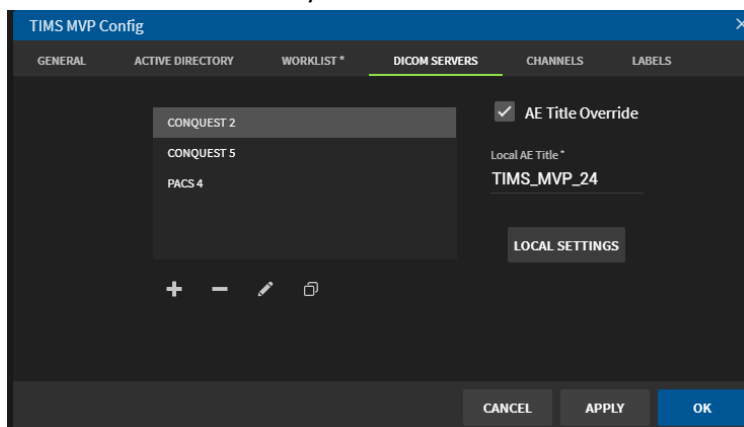 TIMS MVP Config
GENERAL ACTIVE DIRECTORY WORKLIST * DICOM SERVERS CHANNELS LABELS
CONQUEST 2
CONQUEST 5
PACS 4
AE Title Override
Local AE Title *
TIMS_MVP_24
LOCAL SETTINGS
CANCEL APPLY OK